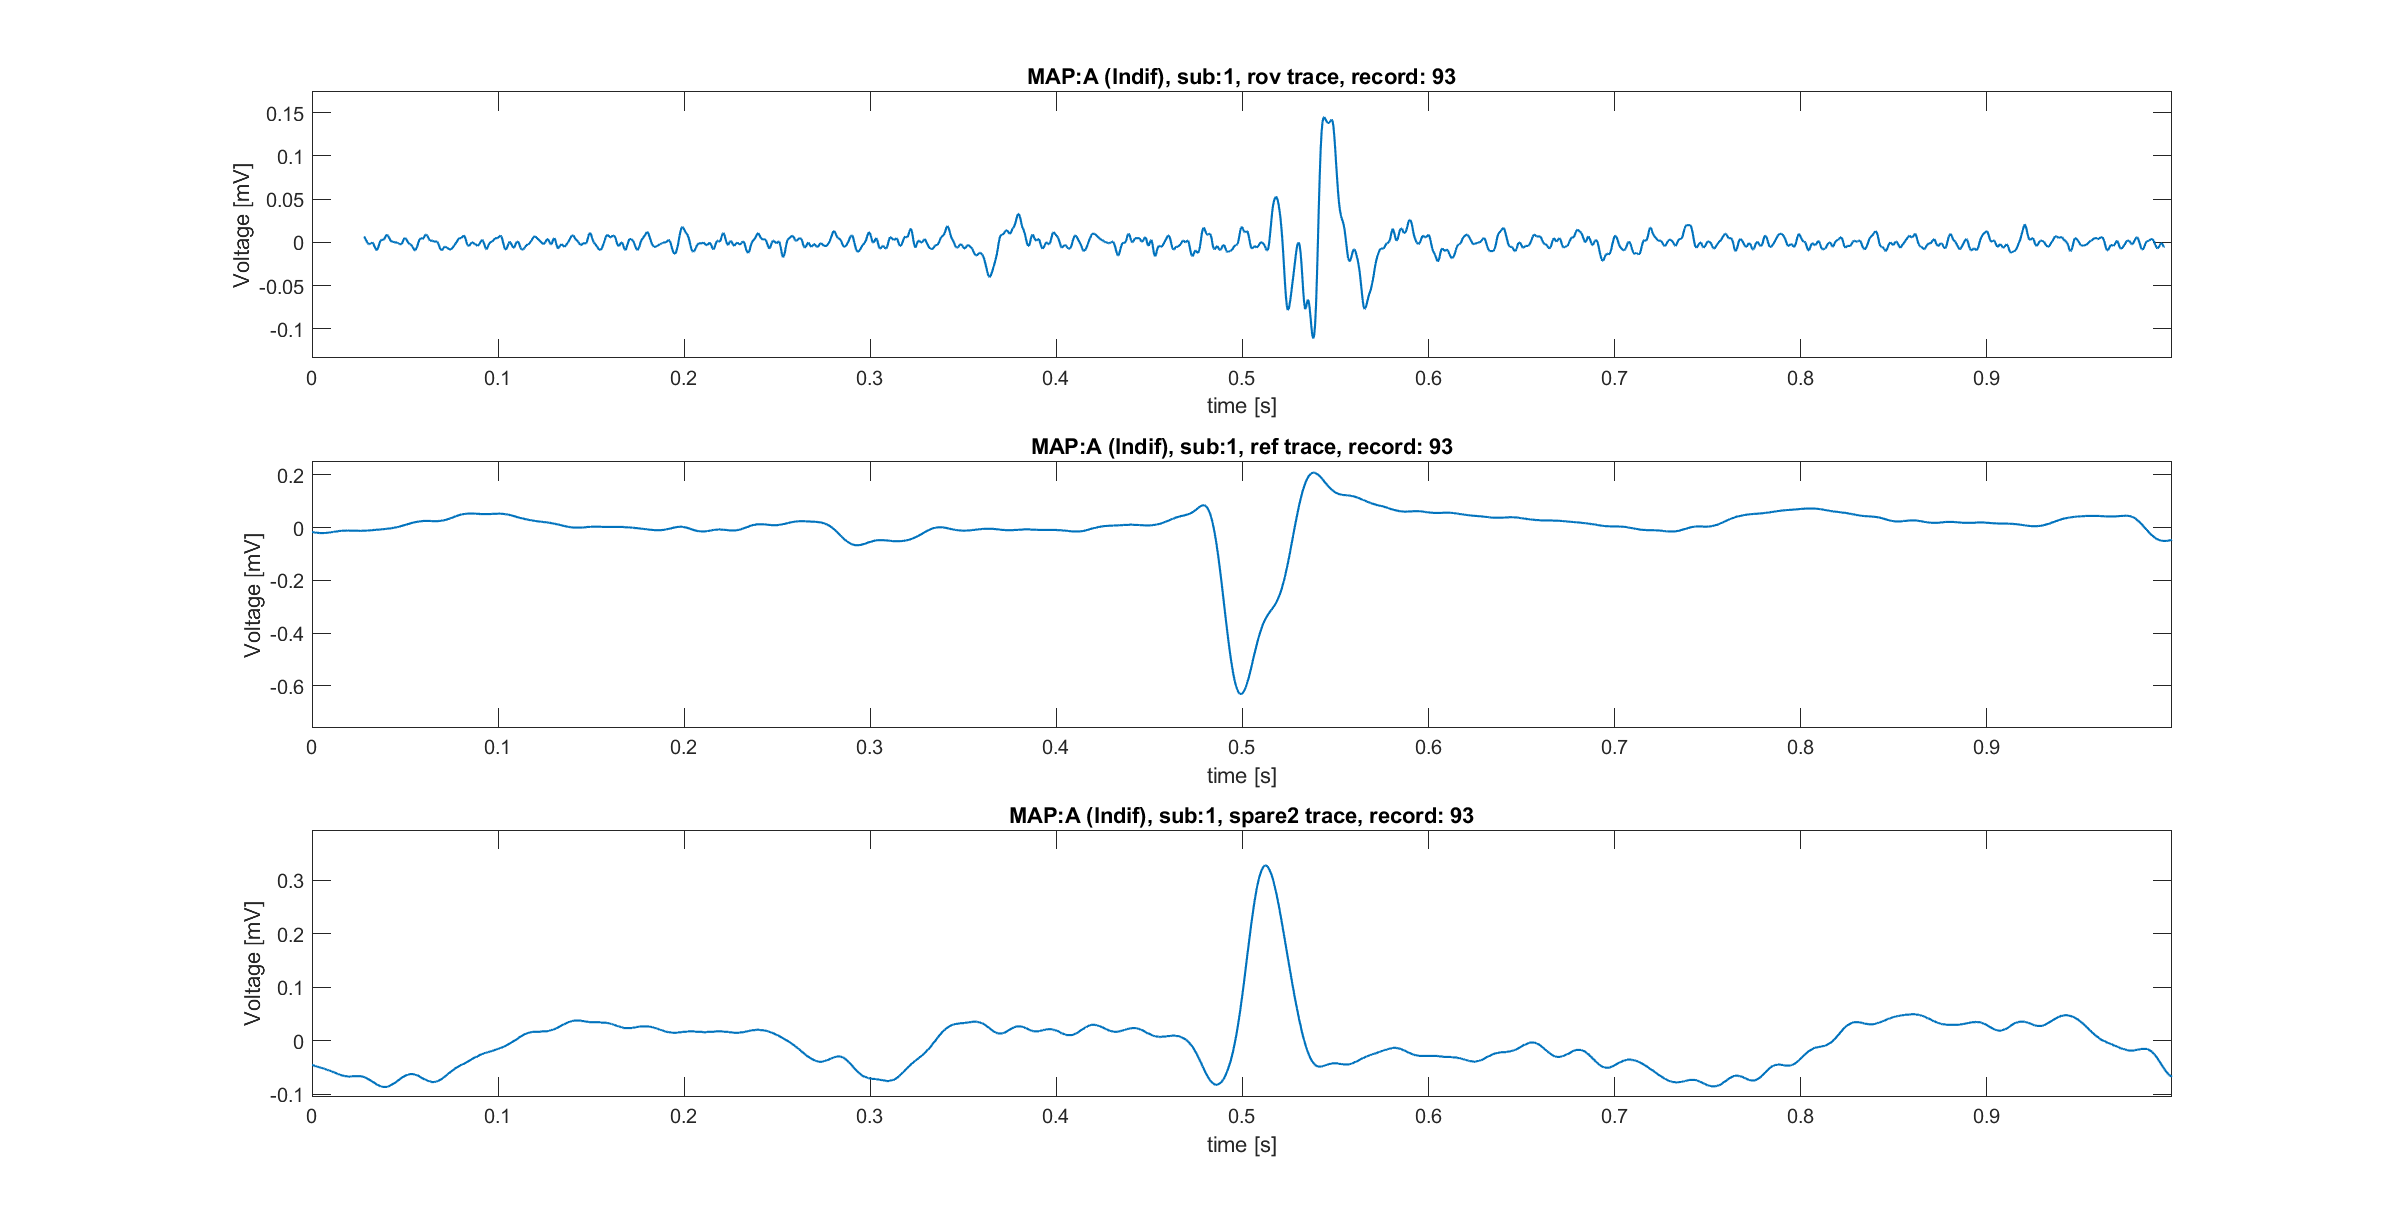 MAP:A (Indif), sub:1, rov trace, record: 93
Voltage [mV]
0.15
0.1
0.05
0
-0.05
-0.1
0 0.1 0.2 0.3 0.4 0.5 0.6 0.7 0.8 0.9
time [s]
MAP:A (Indif), sub:1, ref trace, record: 93
Voltage [mV]
0.2
0
-0.2
-0.4
-0.6
0 0.1 0.2 0.3 0.4 0.5 0.6 0.7 0.8 0.9
time [s]
MAP:A (Indif), sub:1, spare2 trace, record: 93
Voltage [mV]
0.3
0.2
0.1
0
-0.1
0 0.1 0.2 0.3 0.4 0.5 0.6 0.7 0.8 0.9
time [s]